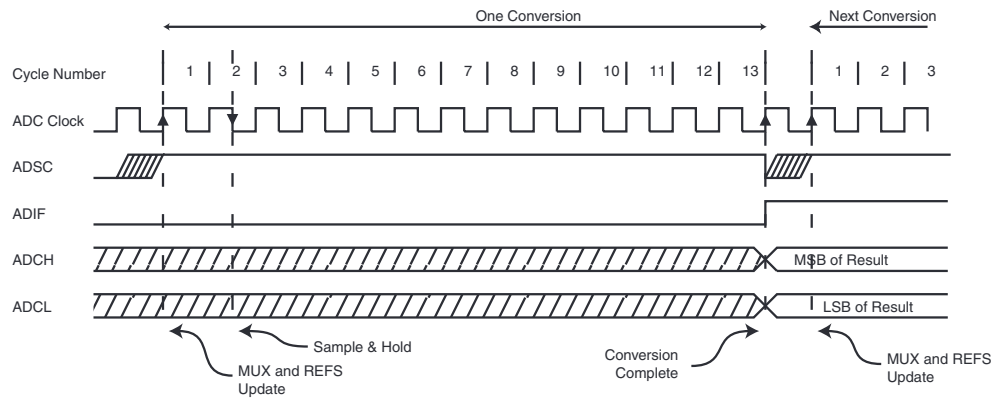 One Conversion
Next Conversion
Cycle Number
1 2 3 4 5 6 7 8 9 10 11 12 13 1 2 3
ADC Clock
ADSC
ADIF
ADCH
MSB of Result
ADCL
LSB of Result
Sample & Hold
MUX and REFS
Update
Conversion
Complete
MUX and REFS
Update